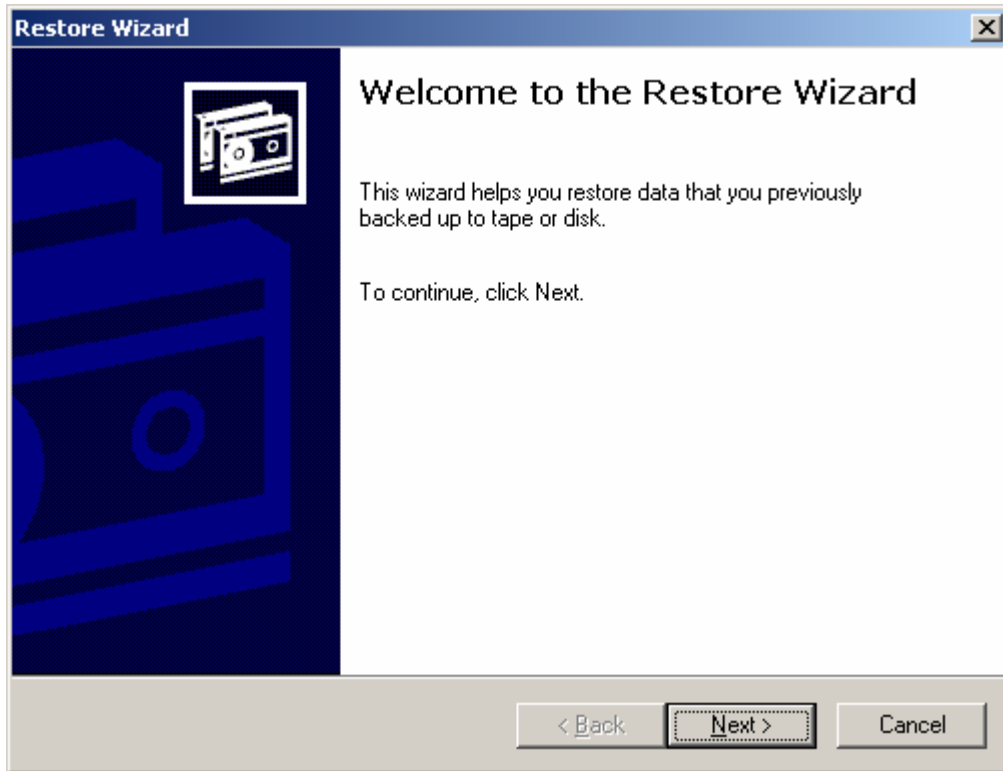 Restore Wizard
Welcome to the Restore Wizard
This wizard helps you restore data that you previously
backed up to tape or disk.
To continue, click Next.
< Back
Next >
Cancel